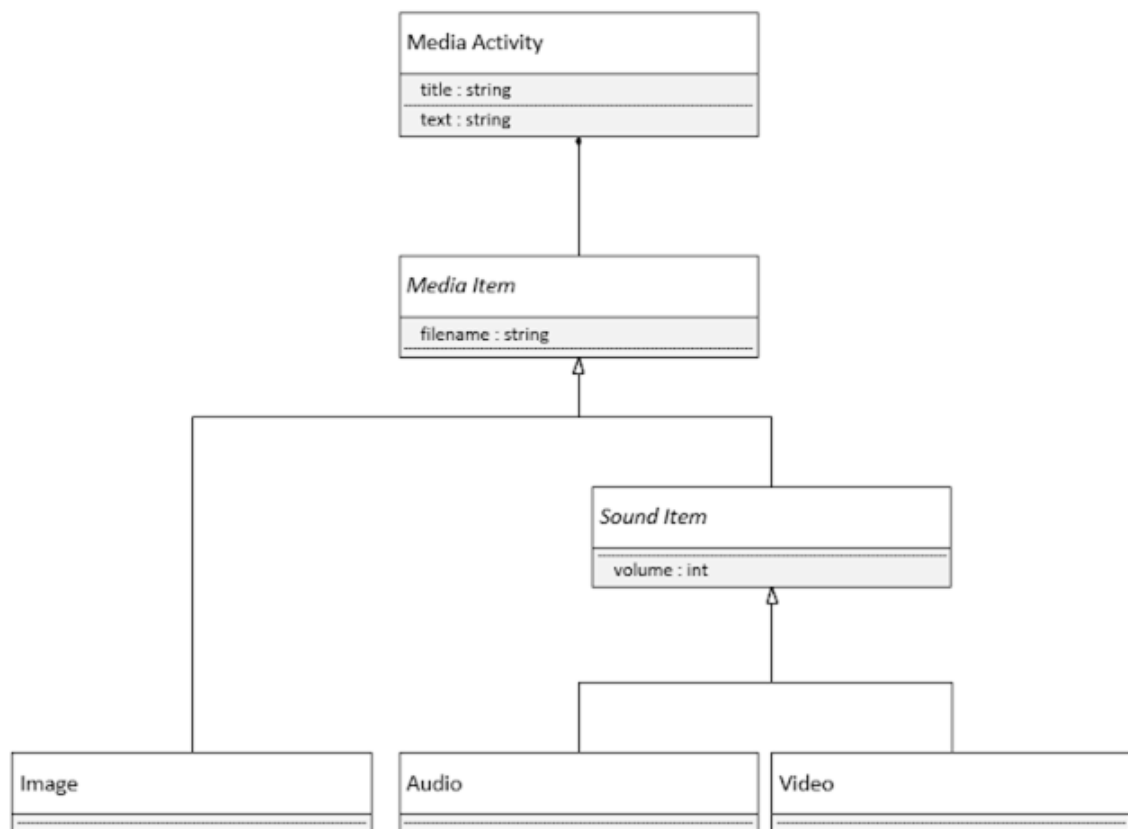 Media Activity
title : string
text : string
Media Item
filename : string
Sound Item
volume : int
Image
Audio
Video